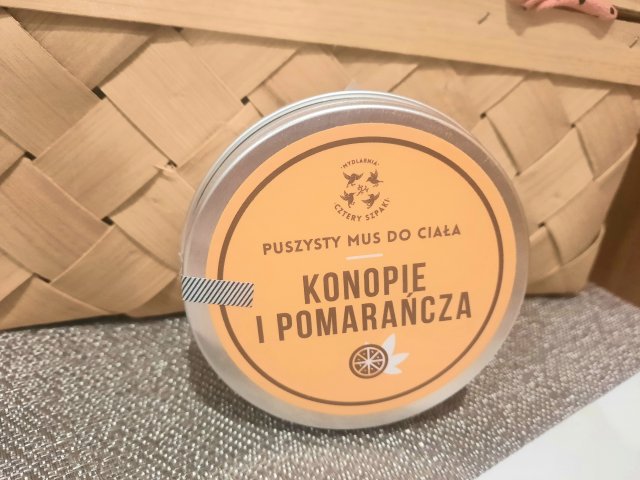 MYDLARNIA
CZTERY SZPAKI
PUSZYSTY MUS DO CIAŁA
KONOPIE
I POMARAŃCZA